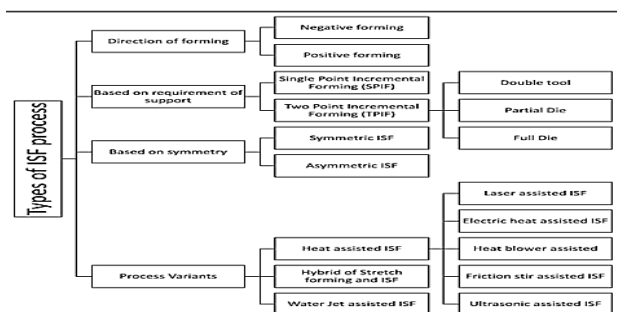 Types of ISF process
Direction of forming
Negative forming
Positive forming
Based on requirement of
support
Single Point Incremental
Forming (SPIF)
Two Point Incremental
Forming (TPIF)
Double tool
Partial Die
Full Die
Based on symmetry
Symmetric ISF
Asymmetric ISF
Process Variants
Heat assisted ISF
Laser assisted ISF
Electric heat assisted ISF
Heat blower assisted
Friction stir assisted ISF
Ultrasonic assisted ISF
Hybrid of Stretch
forming and ISF
Water Jet assisted ISF